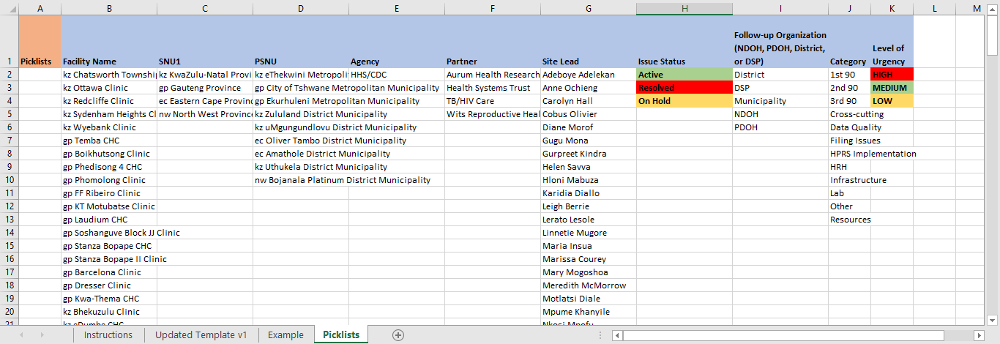 A B C D E F G H I J K L M
1 Picklists Facility Name SNU1 PSNU Agency Partner Site Lead Issue Status Follow-up Organization (NDOH, PDOH, District, or DSP) Category Level of Urgency
2 kz Chatsworth Townshi kz KwaZulu-Natal Provi kz eThekwini Metropoli HHS/CDC Aurum Health Research Adeboye Adelekan Active District 1st 90 HIGH
3 kz Ottawa Clinic gp Gauteng Province gp City of Tshwane Metropolitan Municipality Health Systems Trust Anne Ochieng Resolved DSP 2nd 90 MEDIUM
4 kz Redcliffe Clinic ec Eastern Cape Provinc gp Ekurhuleni Metropolitan Municipality TB/HIV Care Carolyn Hall On Hold Municipality 3rd 90 LOW
5 kz Sydenham Heights Cl nw North West Province kz Zululand District Municipality Wits Reproductive Heal Cobus Olivier NDOH Cross-cutting
6 kz Wyebank Clinic kz uMgungundlovu District Municipality Diane Morof PDOH Data Quality
7 gp Temba CHC ec Oliver Tambo District Municipality Gugu Mona Filing Issues
8 gp Boikhutsong Clinic ec Amathole District Municipality Gurpreet Kindra HPRS Implementation
9 gp Phedisong 4 CHC kz Uthukela District Municipality Helen Savva HRH
10 gp Phomolong Clinic nw Bojanala Platinum District Municipality Hloni Mabuza Infrastructure
11 gp FF Ribeiro Clinic Karidia Diallo Lab
12 gp KT Motubatse Clinic Leigh Berrie Other
13 gp Laudium CHC Lerato Lesole Resources
14 gp Soshanguve Block JJ Clinic Linnetie Mugore
15 gp Stanza Bopape CHC Maria Insua
16 gp Stanza Bopape II Clinic Marissa Courey
17 gp Barcelona Clinic Mary Mogoshoa
18 gp Dresser Clinic Meredith McMorrow
19 gp Kwa-Thema CHC Motlatsi Diale
20 kz Bhekuzulu Clinic Mpume Khanyile
21 kz eDumbe CHC Nkosi Mpofu
Instructions Updated Template v1 Example Picklists